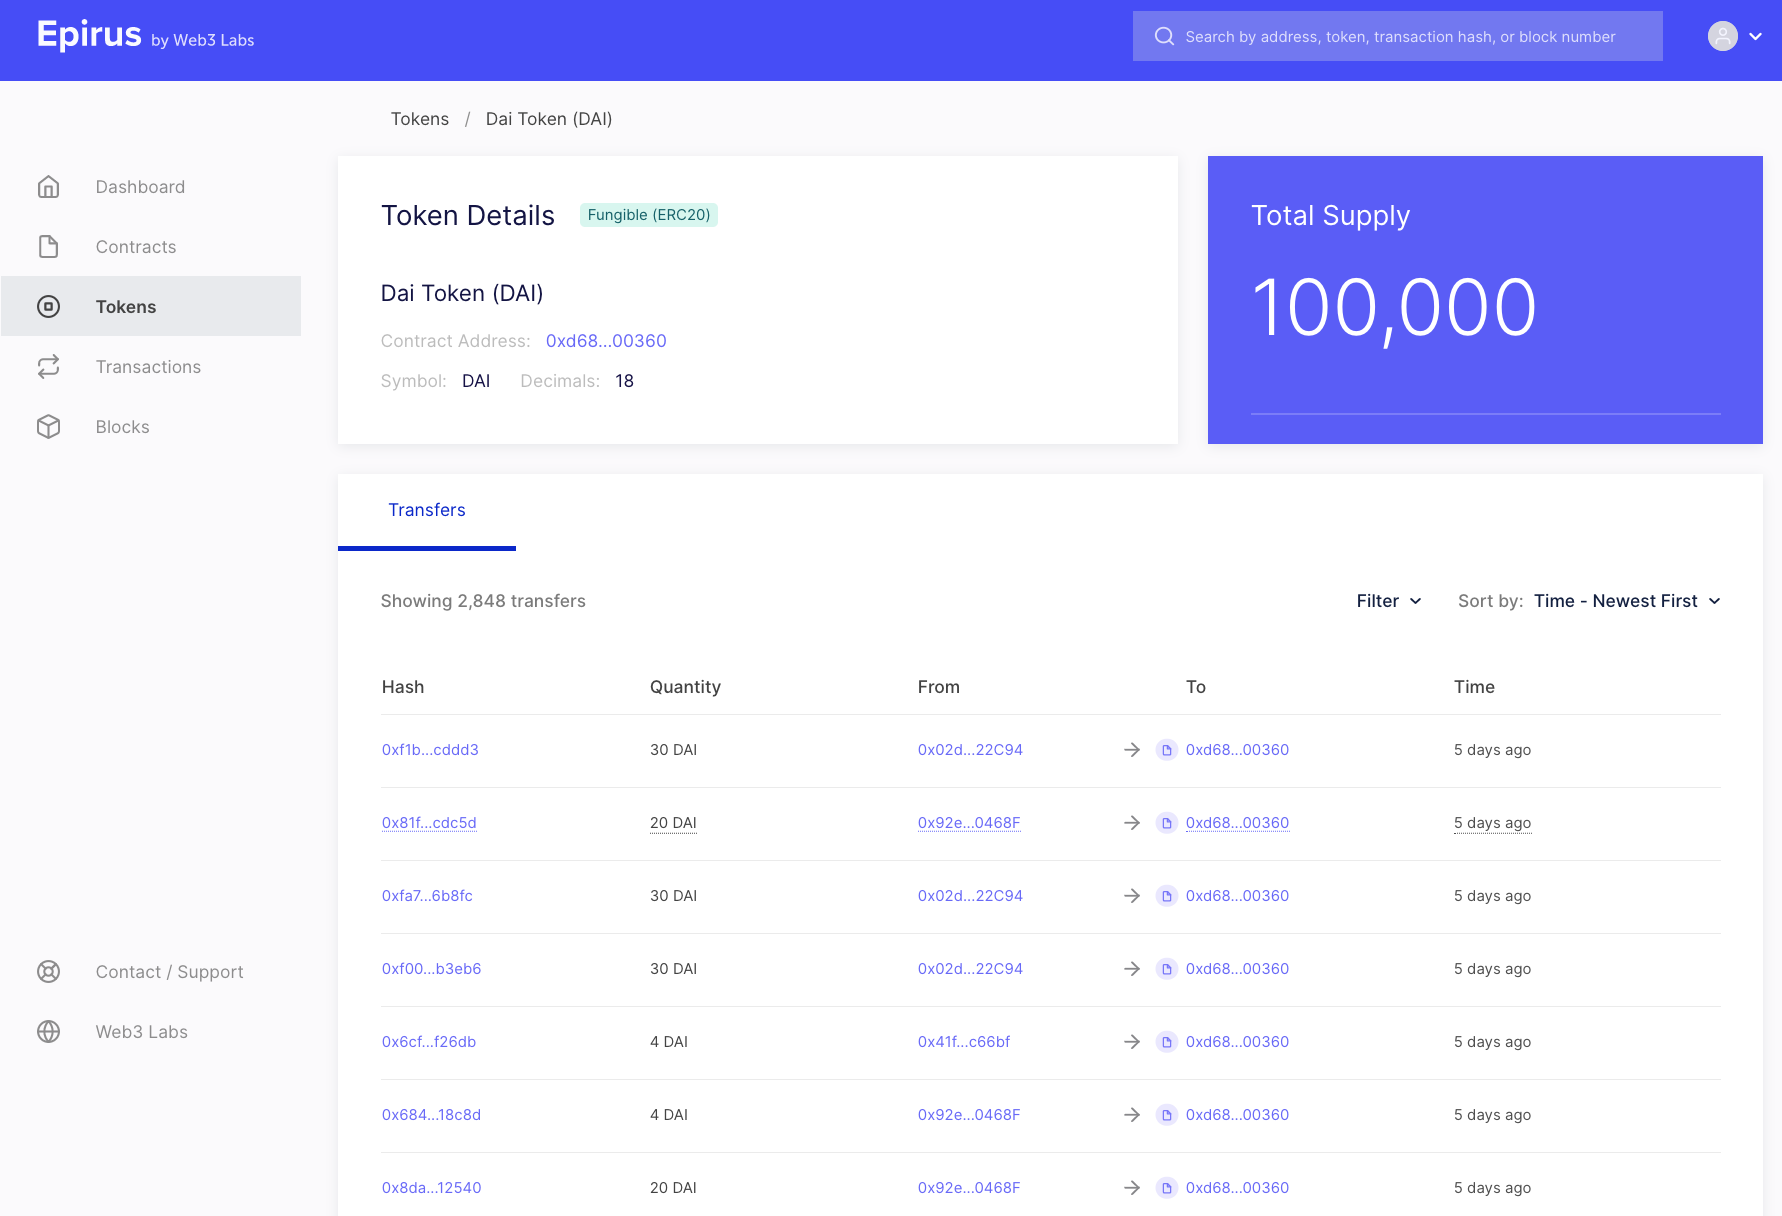 Epirus by Web3 Labs
Search by address, token, transaction hash, or block number
Tokens / Dai Token (DAI)
Dashboard
Contracts
Tokens
Transactions
Blocks
Contact / Support
Web3 Labs
Token Details Fungible (ERC20)
Dai Token (DAI)
Contract Address: 0xd68...00360
Symbol: DAI Decimals: 18
Total Supply
100,000
Transfers
Showing 2,848 transfers Filter Sort by: Time - Newest First
Hash Quantity From To Time
0xf1b...cddd3 30 DAI 0x02d...22C94 0xd68...00360 5 days ago
0x81f...cdc5d 20 DAI 0x92e...0468F 0xd68...00360 5 days ago
0xfa7...6b8fc 30 DAI 0x02d...22C94 0xd68...00360 5 days ago
0xf00...b3eb6 30 DAI 0x02d...22C94 0xd68...00360 5 days ago
0x6cf...f26db 4 DAI 0x41f...c66bf 0xd68...00360 5 days ago
0x684...18c8d 4 DAI 0x92e...0468F 0xd68...00360 5 days ago
0x8da...12540 20 DAI 0x92e...0468F 0xd68...00360 5 days ago